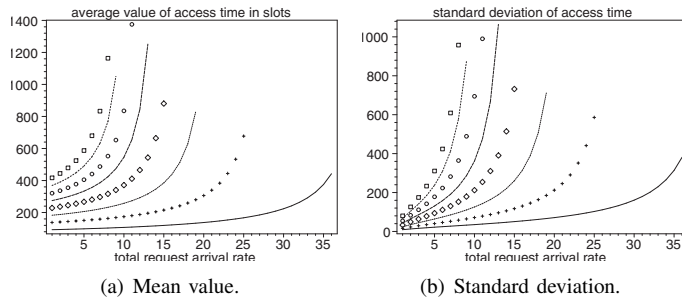 average value of access time in slots
1400
1200
1000
800
600
400
200
5 10 15 20 25 30 35
total request arrival rate
(a) Mean value.
standard deviation of access time
1000
800
600
400
200
0
5 10 15 20 25 30 35
total request arrival rate
(b) Standard deviation.